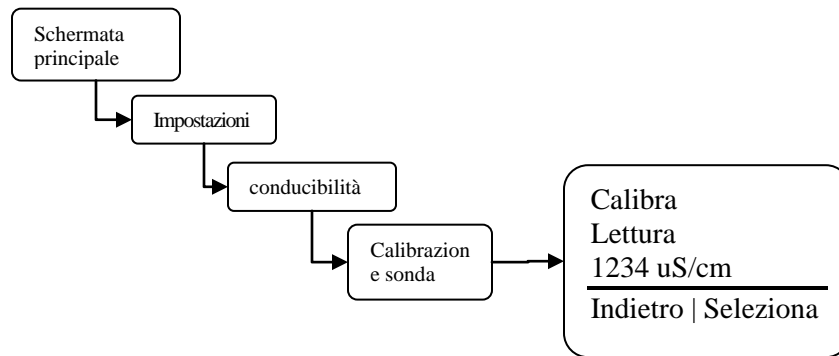 Schermata
principale
Impostazioni
conducibilità
Calibrazion
e sonda
Calibra
Lettura
1234 uS/cm
Indietro | Seleziona